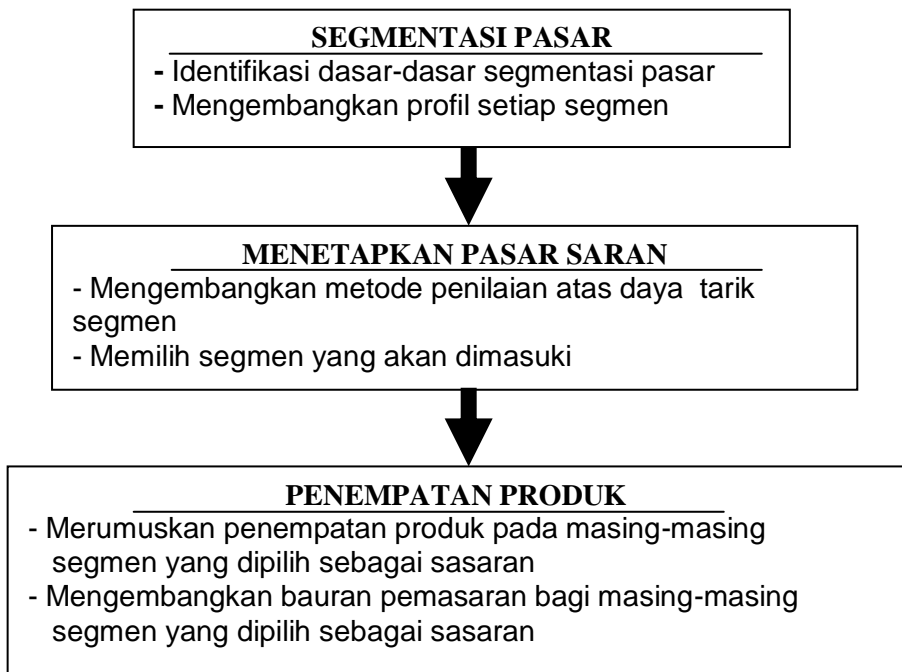 SEGMENTASI PASAR
- Identifikasi dasar-dasar segmentasi pasar
- Mengembangkan profil setiap segmen
MENETAPKAN PASAR SARAN
- Mengembangkan metode penilaian atas daya tarik
segmen
- Memilih segmen yang akan dimasuki
PENEMPATAN PRODUK
- Merumuskan penempatan produk pada masing-masing
segmen yang dipilih sebagai sasaran
- Mengembangkan bauran pemasaran bagi masing-masing
segmen yang dipilih sebagai sasaran